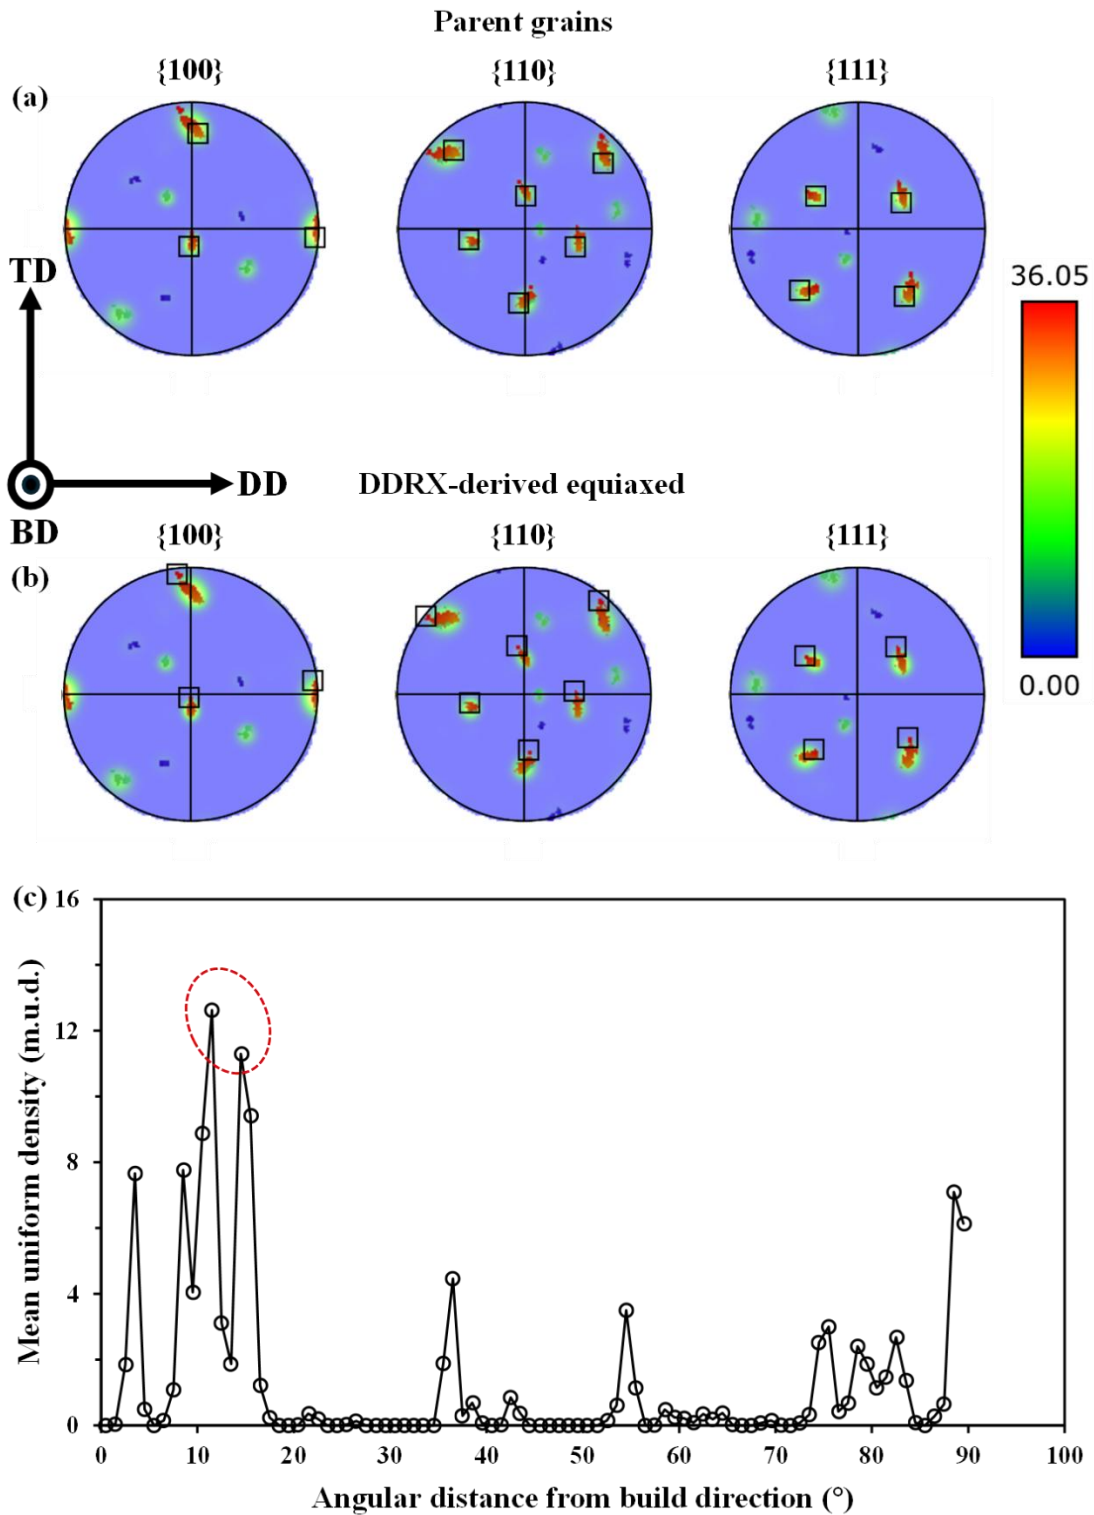 Parent grains
{100} {110} {111}
(a)
TD
36.05
0.00
DD
BD
DDRX-derived equiaxed
{100} {110} {111}
(b)
(c)
16
12
8
4
0
Mean uniform density (m.u.d.)
0 10 20 30 40 50 60 70 80 90 100
Angular distance from build direction (°)